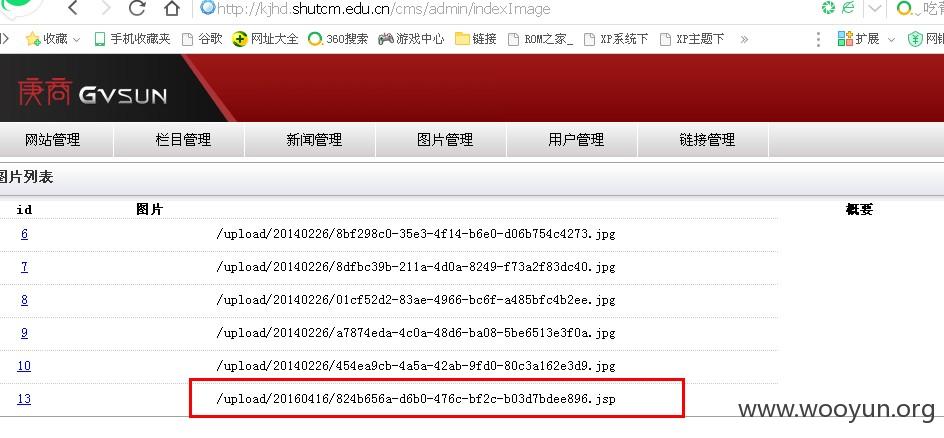 http://kjhd.shutcm.edu.cn/cms/admin/indexImage
收藏 手机收藏夹 谷歌 网址大全 360搜索 游戏中心 链接 ROM之家_ XP系统下 XP主题下 » 扩展
庚商 GVSUN
网站管理 栏目管理 新闻管理 图片管理 用户管理 链接管理
图片列表
id 图片 概要
6 /upload/20140226/8bf298c0-35e3-4f14-b6e0-d06b754c4273.jpg
7 /upload/20140226/8dfbc39b-211a-4d0a-8249-f73a2f83dc40.jpg
8 /upload/20140226/01cf52d2-83ae-4966-bc6f-a485bfc4b2ee.jpg
9 /upload/20140226/a7874eda-4c0a-48d6-ba08-5be6513e3f0a.jpg
10 /upload/20140226/454ea9cb-4a5a-42ab-9fd0-80c3a162e3d9.jpg
13 /upload/20160416/824b656a-d6b0-476c-bf2c-b03d7bdee896.jsp
www.wooyun.org